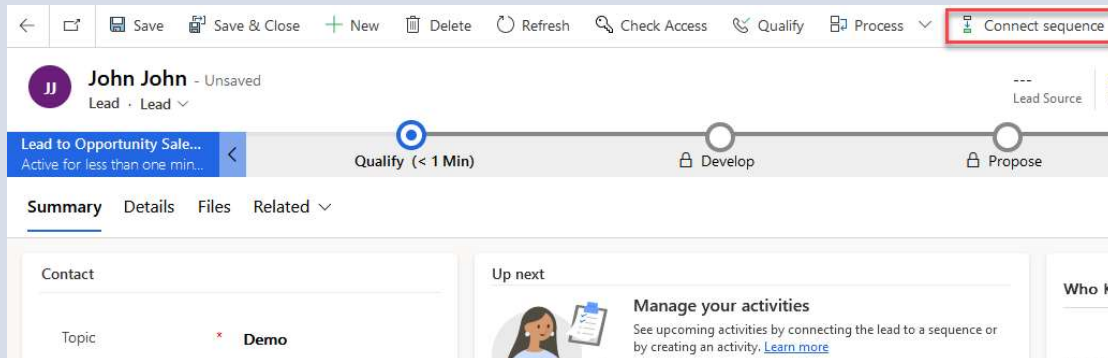 Save Save & Close New Delete Refresh Check Access Qualify Process Connect sequence
JJ John John - Unsaved
Lead · Lead
---
Lead Source
Lead to Opportunity Sale...
Active for less than one min...
Qualify (< 1 Min) Develop Propose
Summary Details Files Related
Contact
Topic * Demo
Up next
Manage your activities
See upcoming activities by connecting the lead to a sequence or
by creating an activity. Learn more
Who